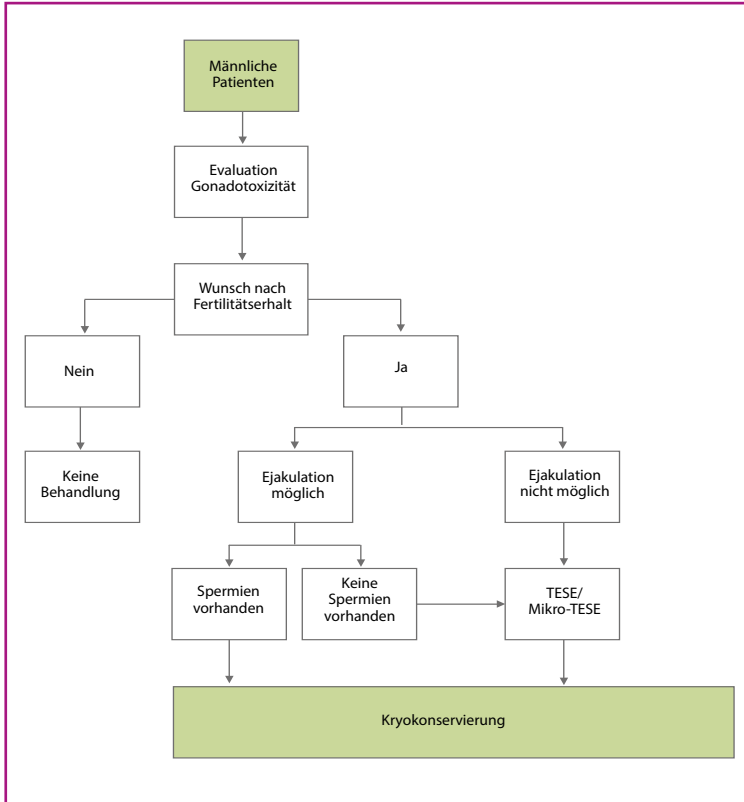 Männliche
Patienten
Evaluation
Gonadotoxizität
Wunsch nach
Fertilitätserhalt
Nein
Ja
Keine
Behandlung
Ejakulation
möglich
Ejakulation
nicht möglich
Spermien
vorhanden
Keine
Spermien
vorhanden
TESE/
Mikro-TESE
Kryokonservierung